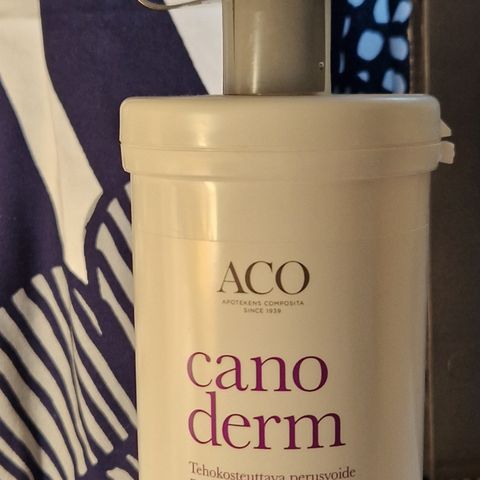 ACO
APOTEKENS COMPOSITA
SINCE 1939
cano
derm
Tehokosteuttava perusvoide